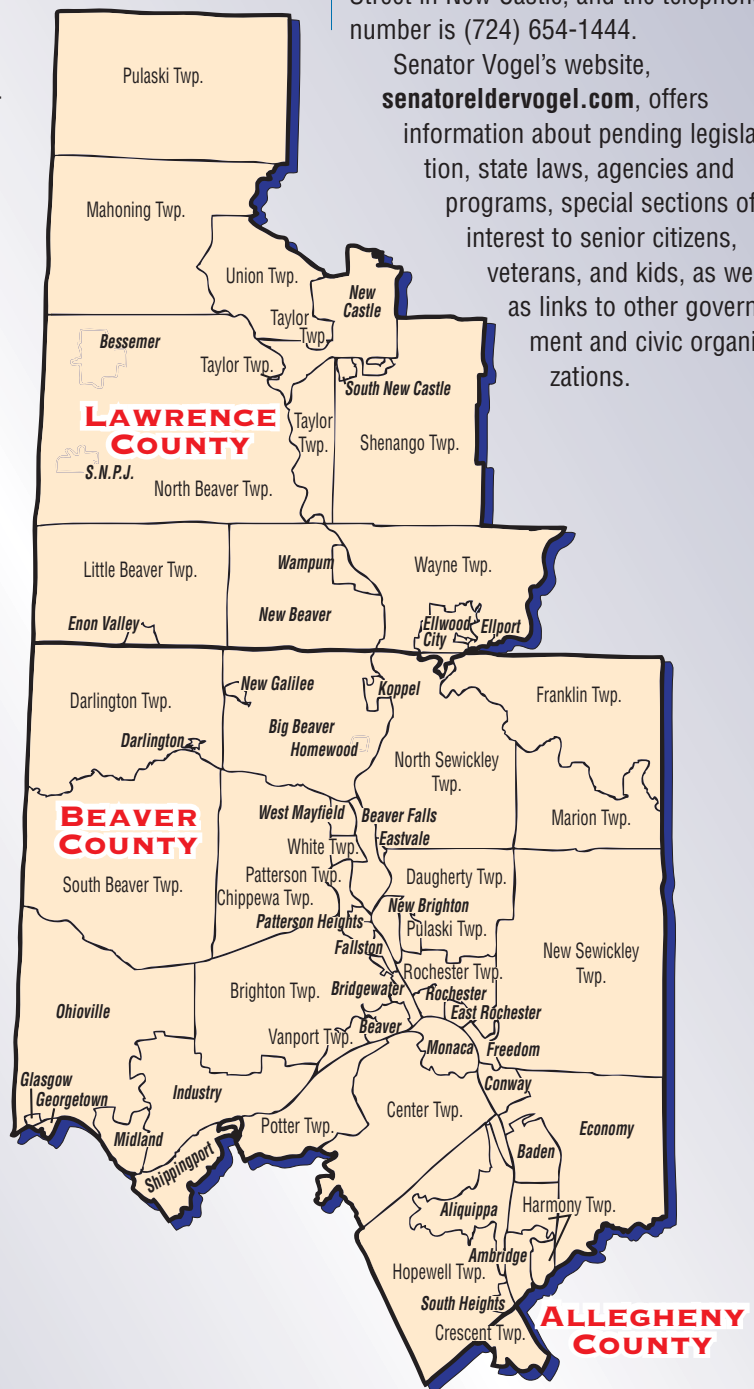 Street in New Castle, and the telephone
number is (724) 654-1444.
Senator Vogel's website,
senatoreldervogel.com, offers
information about pending legisla-
tion, state laws, agencies and
programs, special sections of
interest to senior citizens,
veterans, and kids, as we
as links to other govern
ment and civic organi
zations.
Pulaski Twp.
Mahoning Twp.
Union Twp.
New
Castle
Taylor
Twp.
Bessemer
Taylor Twp.
South New Castle
LAWRENCE
COUNTY
Taylor
Twp.
Shenango Twp.
S.N.P.J.
North Beaver Twp.
Little Beaver Twp.
Wampum
Wayne Twp.
New Beaver
Enon Valley
Ellwood
City
Ellport
Darlington Twp.
New Galilee
Koppel
Franklin Twp.
Big Beaver
Darlington
Homewood
North Sewickley
Twp.
BEAVER
COUNTY
West Mayfield
Beaver Falls
Marion Twp.
Eastvale
White Twp.
South Beaver Twp.
Patterson Twp.
Daugherty Twp.
Chippewa Twp.
New Brighton
Patterson Heights
Pulaski Twp.
Fallston
New Sewickley
Twp.
Rochester Twp.
Brighton Twp.
Bridgewater
Rochester
Ohioville
East Rochester
Vanport Twp.
Beaver
Monaca
Freedom
Glasgow
Georgetown
Industry
Conway
Midland
Potter Twp.
Center Twp.
Economy
Shippingport
Baden
Aliquippa
Harmony Twp.
Ambridge
Hopewell Twp.
South Heights
Crescent Twp.
ALLEGHENY
COUNTY